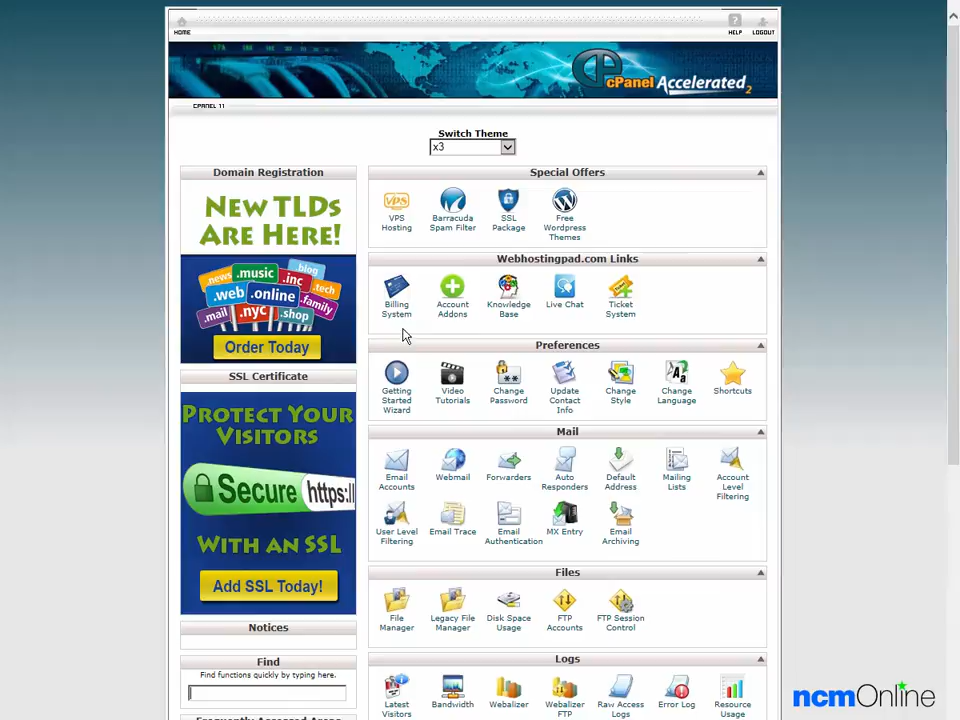 HOME
HELP LOGOUT
cPanel Accelerated2
CPANEL 11
Switch Theme
x3
Domain Registration
NEW TLDS
ARE HERE!
.news .music .blog
.inc .tech
.web .online .family
.mail .nyc .shop
Order Today
SSL Certificate
PROTECT YOUR
VISITORS
Secure https:/
WITH AN SSL
Add SSL Today!
Notices
Find
Find functions quickly by typing here.
Frequently Accessed Areas
Special Offers
VPS
VPS Hosting
Barracuda Spam Filter
SSL Package
Free Wordpress Themes
Webhostingpad.com Links
Billing System
Account Addons
Knowledge Base
Live Chat
Ticket System
Preferences
Getting Started Wizard
Video Tutorials
Change Password
Update Contact Info
Change Style
Change Language
Shortcuts
Mail
Email Accounts
Webmail
Forwarders
Auto Responders
Default Address
Mailing Lists
Account Level Filtering
User Level Filtering
Email Trace
Email Authentication
MX Entry
Email Archiving
Files
File Manager
Legacy File Manager
Disk Space Usage
FTP Accounts
FTP Session Control
Logs
Latest Visitors
Bandwidth
Webalizer
Webalizer FTP
Raw Access Logs
Error Log
Resource Usage
ncmOnline